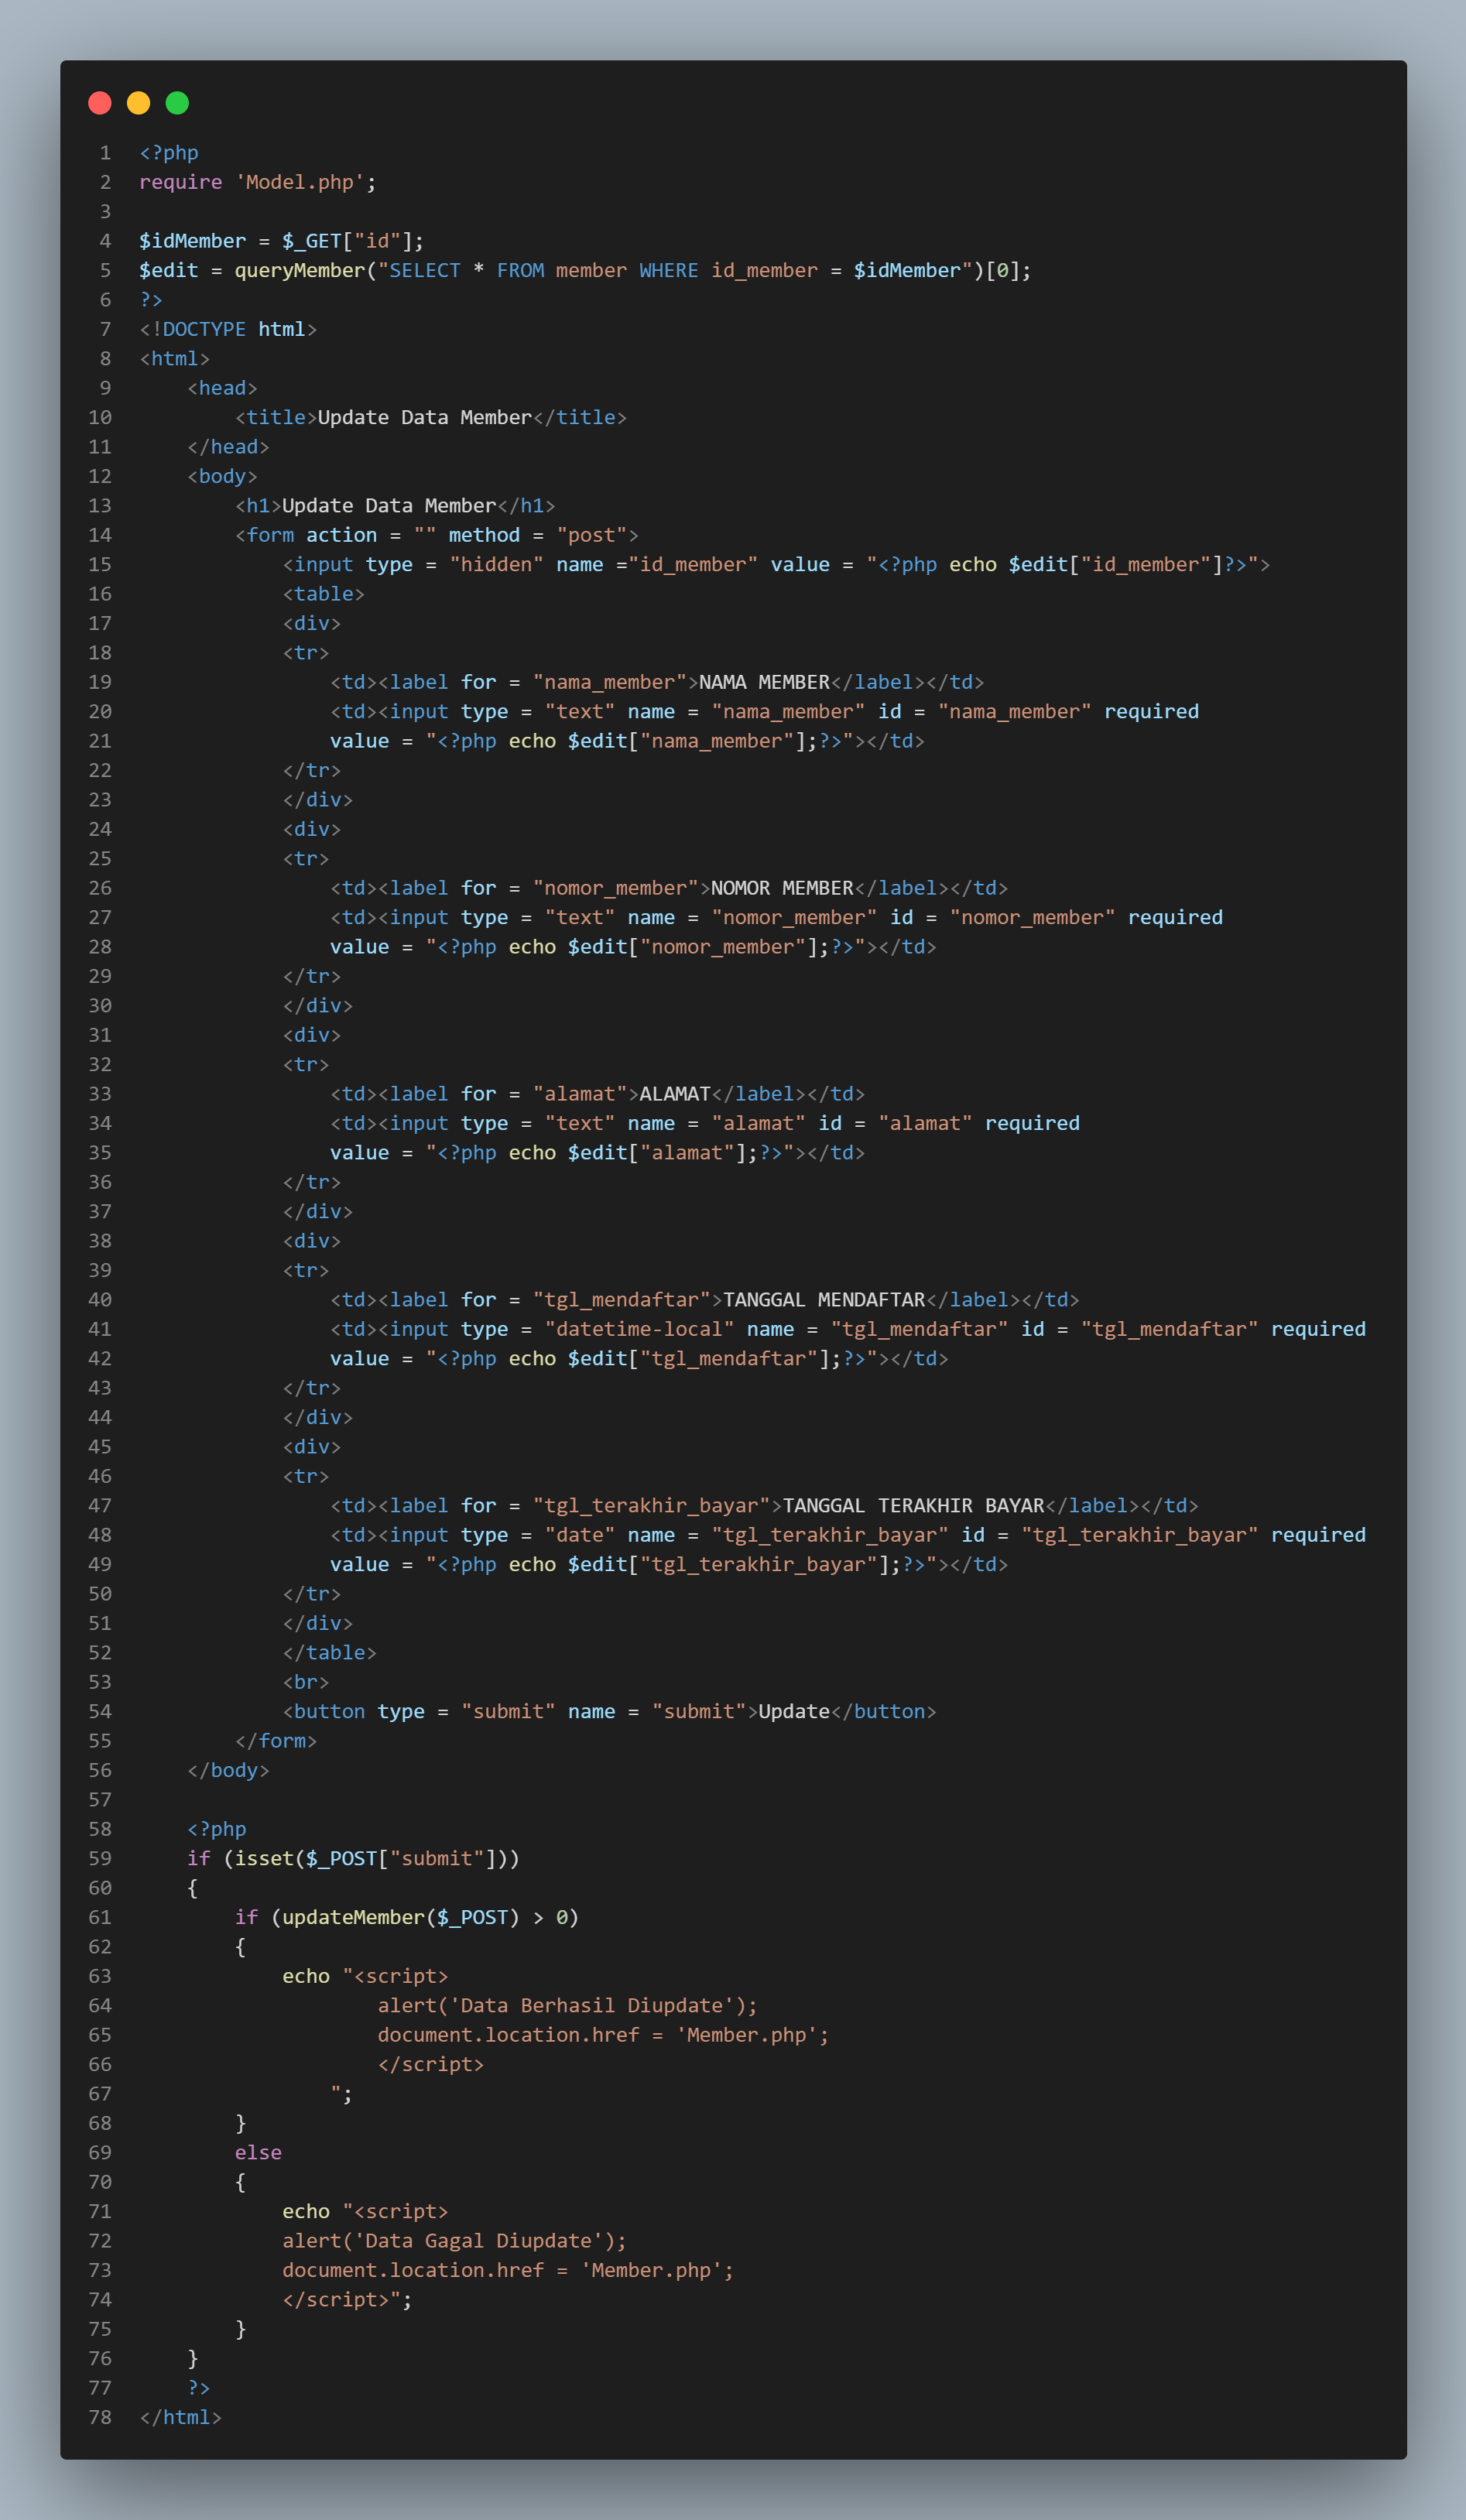 1 <?php
2 require 'Model.php';
3
4 $idMember = $_GET["id"];
5 $edit = queryMember("SELECT * FROM member WHERE id_member = $idMember")[0];
6 ?>
7 <!DOCTYPE html>
8 <html>
9     <head>
10         <title>Update Data Member</title>
11     </head>
12     <body>
13         <h1>Update Data Member</h1>
14         <form action = "" method = "post">
15             <input type = "hidden" name ="id_member" value = "<?php echo $edit["id_member"]?>">
16             <table>
17             <div>
18             <tr>
19                 <td><label for = "nama_member">NAMA MEMBER</label></td>
20                 <td><input type = "text" name = "nama_member" id = "nama_member" required
21                 value = "<?php echo $edit["nama_member"];?>"></td>
22             </tr>
23             </div>
24             <div>
25             <tr>
26                 <td><label for = "nomor_member">NOMOR MEMBER</label></td>
27                 <td><input type = "text" name = "nomor_member" id = "nomor_member" required
28                 value = "<?php echo $edit["nomor_member"];?>"></td>
29             </tr>
30             </div>
31             <div>
32             <tr>
33                 <td><label for = "alamat">ALAMAT</label></td>
34                 <td><input type = "text" name = "alamat" id = "alamat" required
35                 value = "<?php echo $edit["alamat"];?>"></td>
36             </tr>
37             </div>
38             <div>
39             <tr>
40                 <td><label for = "tgl_mendaftar">TANGGAL MENDAFTAR</label></td>
41                 <td><input type = "datetime-local" name = "tgl_mendaftar" id = "tgl_mendaftar" required
42                 value = "<?php echo $edit["tgl_mendaftar"];?>"></td>
43             </tr>
44             </div>
45             <div>
46             <tr>
47                 <td><label for = "tgl_terakhir_bayar">TANGGAL TERAKHIR BAYAR</label></td>
48                 <td><input type = "date" name = "tgl_terakhir_bayar" id = "tgl_terakhir_bayar" required
49                 value = "<?php echo $edit["tgl_terakhir_bayar"];?>"></td>
50             </tr>
51             </div>
52             </table>
53             <br>
54             <button type = "submit" name = "submit">Update</button>
55         </form>
56     </body>
57
58     <?php
59     if (isset($_POST["submit"]))
60     {
61         if (updateMember($_POST) > 0)
62         {
63             echo "<script>
64                     alert('Data Berhasil Diupdate');
65                     document.location.href = 'Member.php';
66                     </script>
67                 ";
68         }
69         else
70         {
71             echo "<script>
72             alert('Data Gagal Diupdate');
73             document.location.href = 'Member.php';
74             </script>";
75         }
76     }
77     ?>
78 </html>